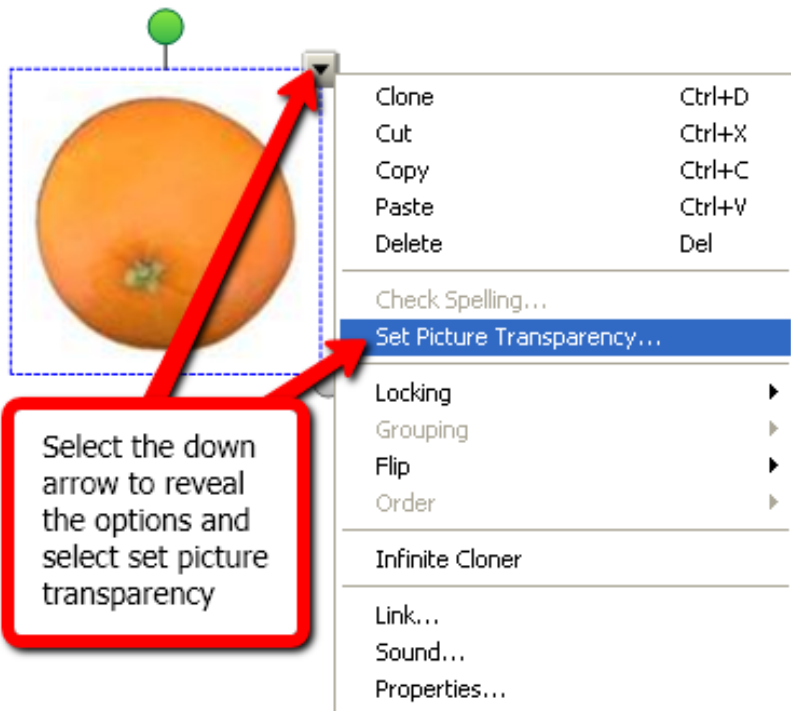 Clone Ctrl+D
Cut Ctrl+X
Copy Ctrl+C
Paste Ctrl+V
Delete Del
Check Spelling...
Set Picture Transparency...
Locking
Grouping
Flip
Order
Infinite Cloner
Link...
Sound...
Properties...
Select the down
arrow to reveal
the options and
select set picture
transparency